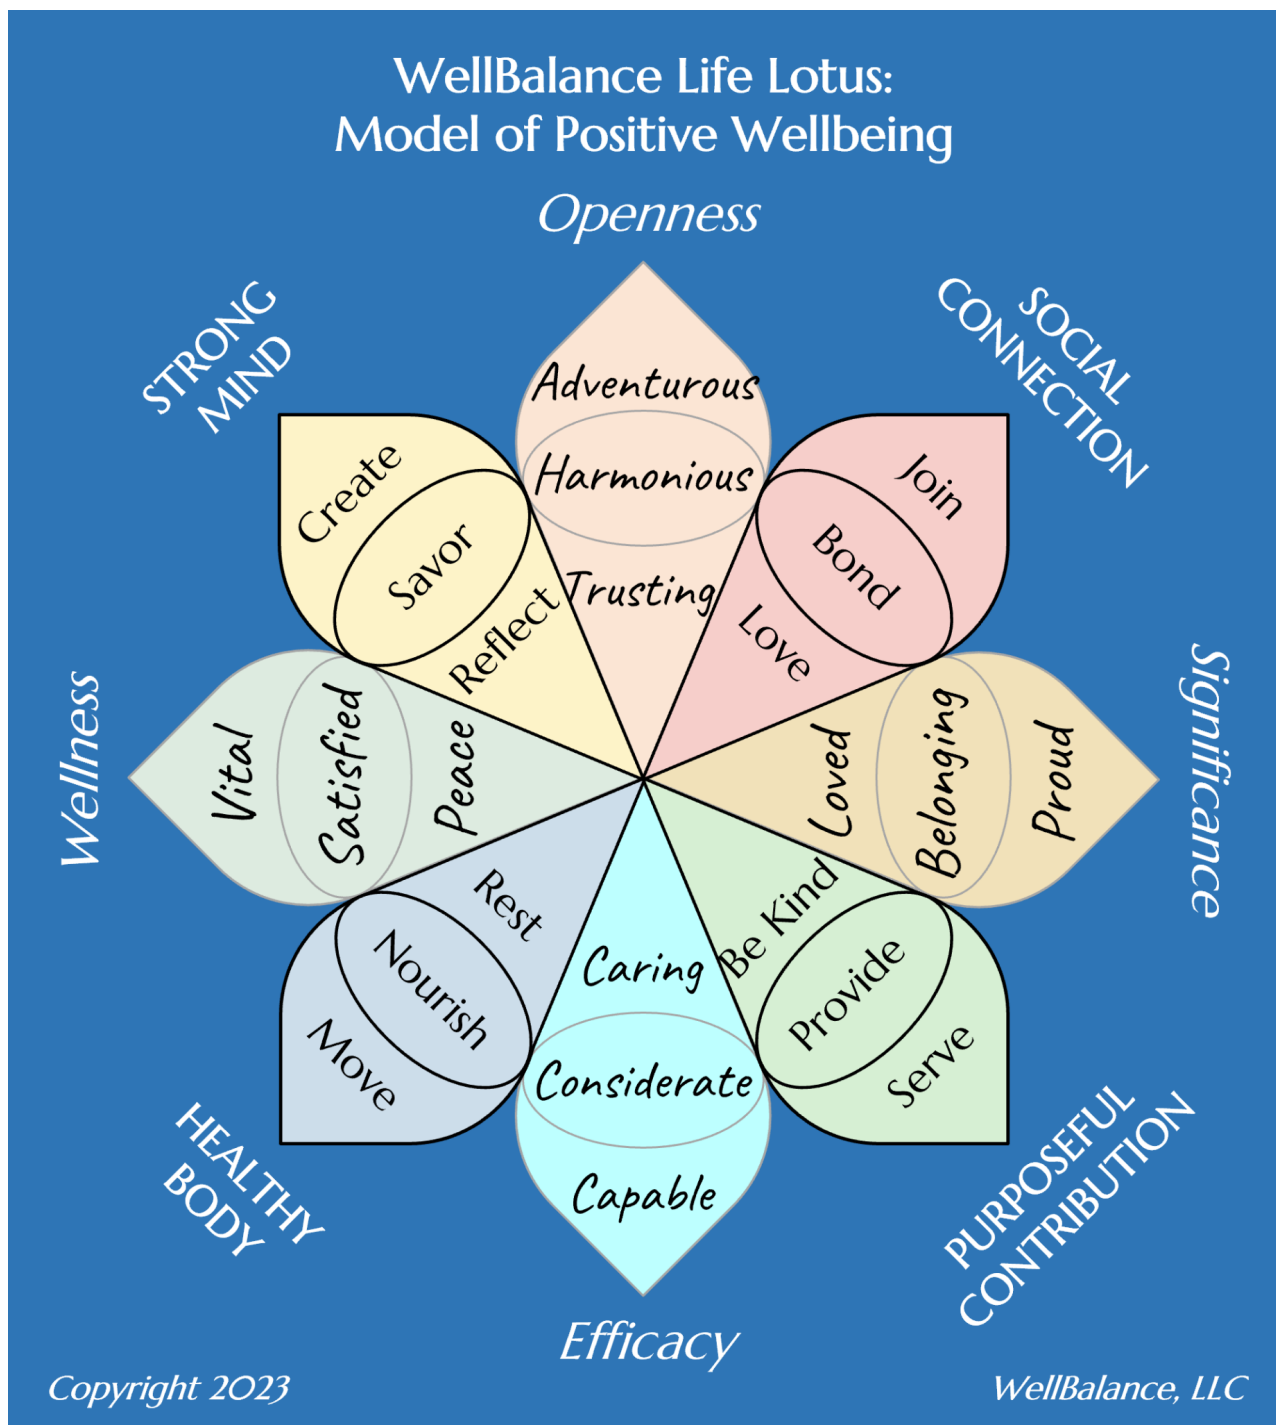 WellBalance Life Lotus:
Model of Positive Wellbeing
Openness
STRONG
MIND
SOCIAL
CONNECTION
Adventurous
Harmonious
Trusting
Create
Savor
Reflect
Join
Bond
Love
Wellness
Vital
Satisfied
Peace
Loved
Belonging
Proud
Significance
Rest
Nourish
Move
Caring
Considerate
Capable
Be Kind
Provide
Serve
HEALTHY
BODY
PURPOSEFUL
CONTRIBUTION
Efficacy
Copyright 2023
WellBalance, LLC